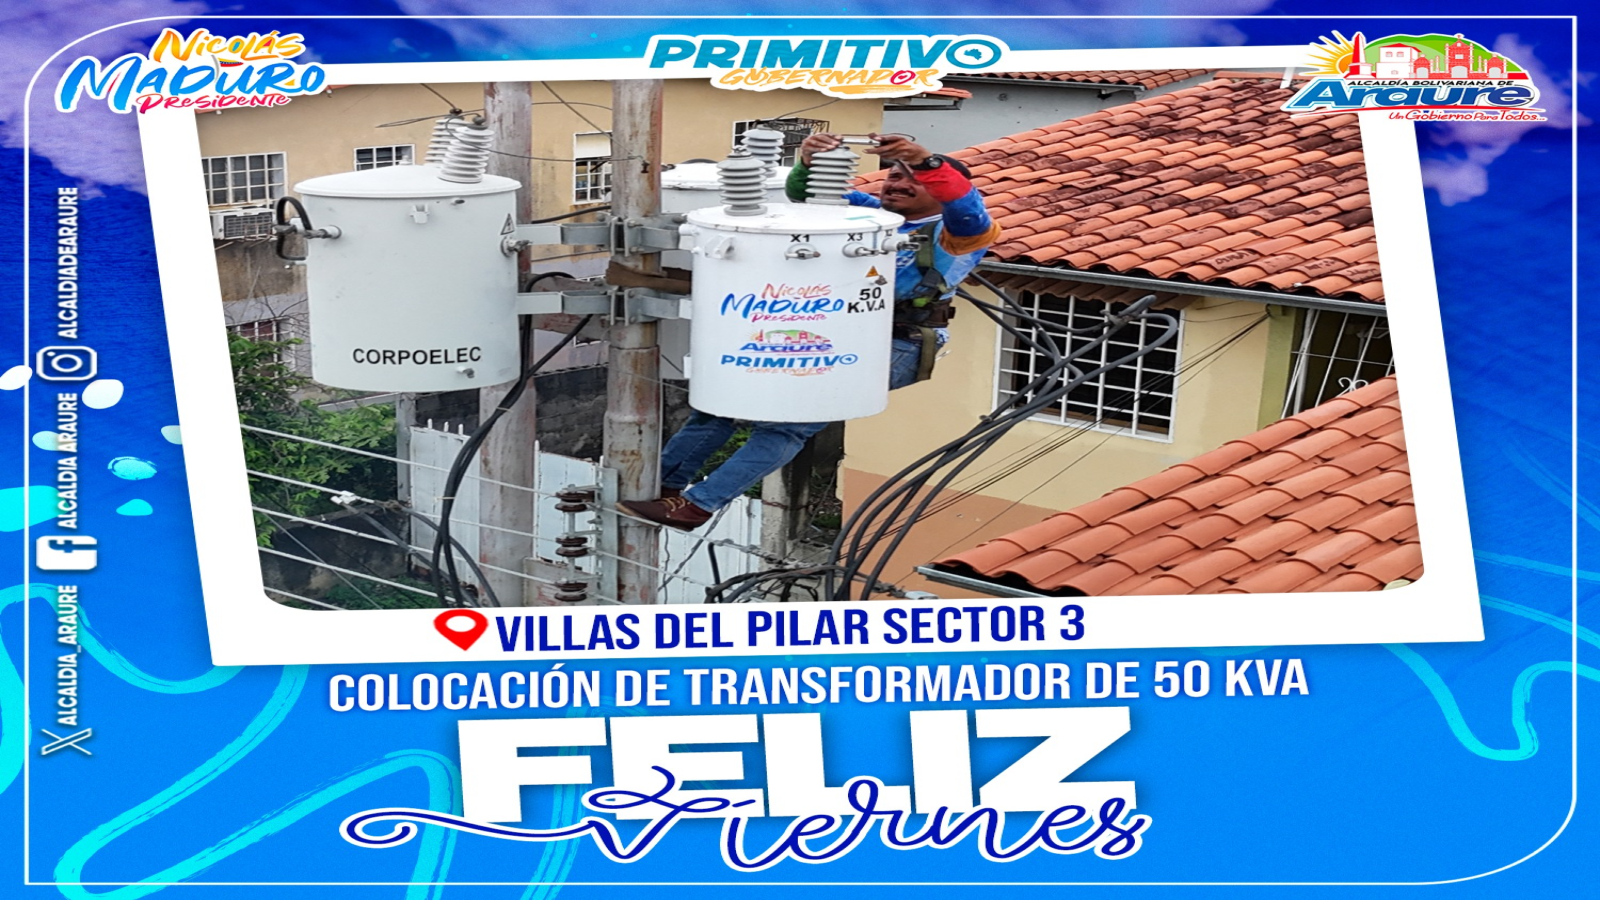 Nicolás
Maduro
Presidente
PRIMITIVO
GOBERNADOR
ALCALDÍA BOLIVARIANA DE
Araure
Un Gobierno Para Todos...
ALCALDIADEARAURE
ALCALDIA ARAURE
ALCALDIA_ARAURE
CORPOELEC
X1 X3 X2
Nicolás
Maduro
Presidente
50
K.V.A
Araure
PRIMITIVO
GOBERNADOR
VILLAS DEL PILAR SECTOR 3
COLOCACIÓN DE TRANSFORMADOR DE 50 KVA
FELIZ
Viernes